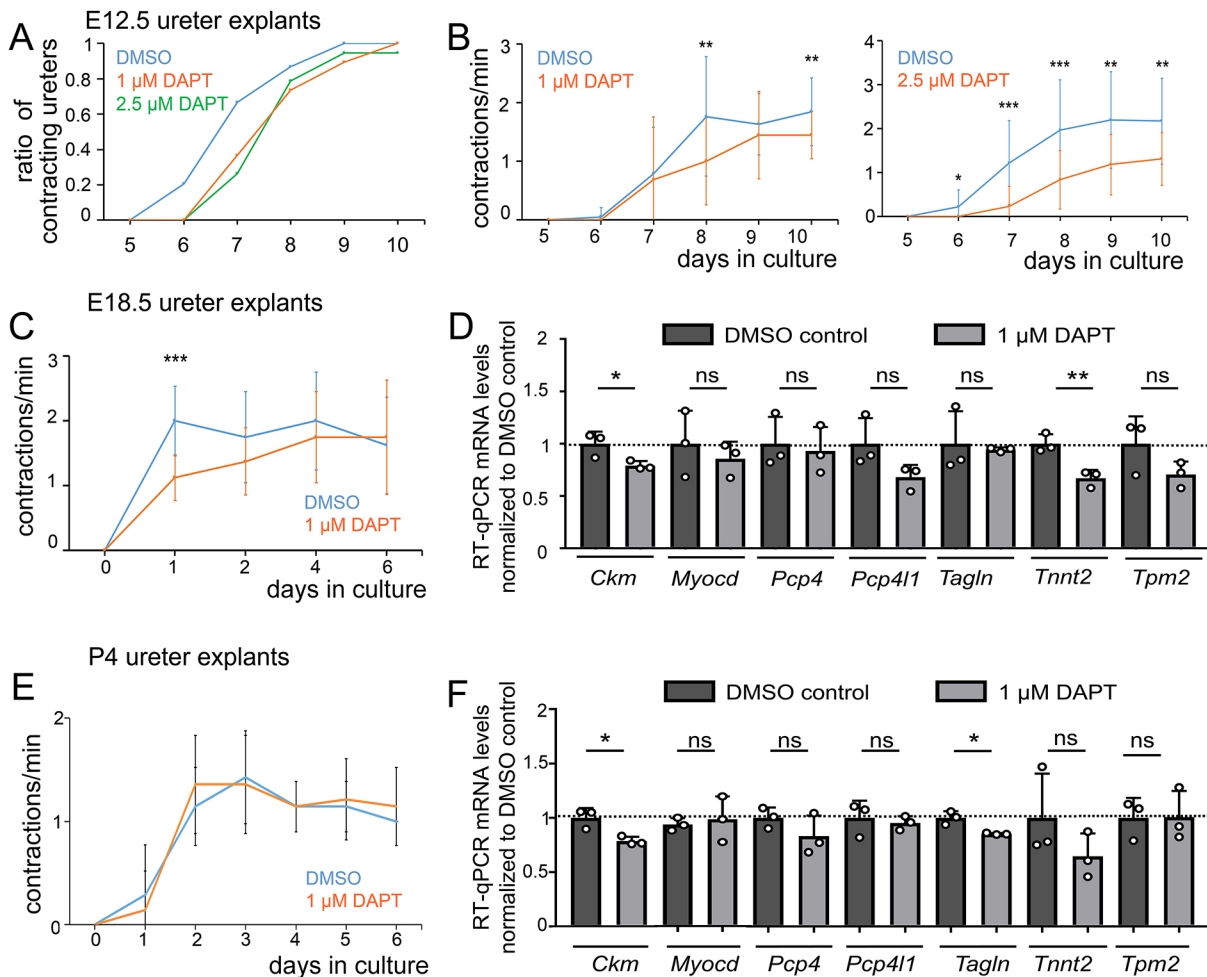 A
E12.5 ureter explants
DMSO
1 µM DAPT
2.5 µM DAPT
ratio of
contracting ureters
1
0.8
0.6
0.4
0.2
0
5 6 7 8 9 10
B
contractions/min
3
2
1
0
DMSO
1 µM DAPT
** **
5 6 7 8 9 10
days in culture
4
3
2
1
0
DMSO
2.5 µM DAPT
* *** *** ** **
5 6 7 8 9 10
days in culture
E18.5 ureter explants
C
contractions/min
3
2
1
0
***
DMSO
1 µM DAPT
0 1 2 4 6
days in culture
D
DMSO control 1 µM DAPT
RT-qPCR mRNA levels
normalized to DMSO control
2
1.5
1
0.5
0
* ns ns ns ns ** ns
Ckm Myocd Pcp4 Pcp4l1 Tagln Tnnt2 Tpm2
P4 ureter explants
E
contractions/min
2
1
0
DMSO
1 µM DAPT
0 1 2 3 4 5 6
days in culture
F
DMSO control 1 µM DAPT
RT-qPCR mRNA levels
normalized to DMSO control
2
1.5
1
0.5
0
* ns ns ns * ns ns
Ckm Myocd Pcp4 Pcp4l1 Tagln Tnnt2 Tpm2